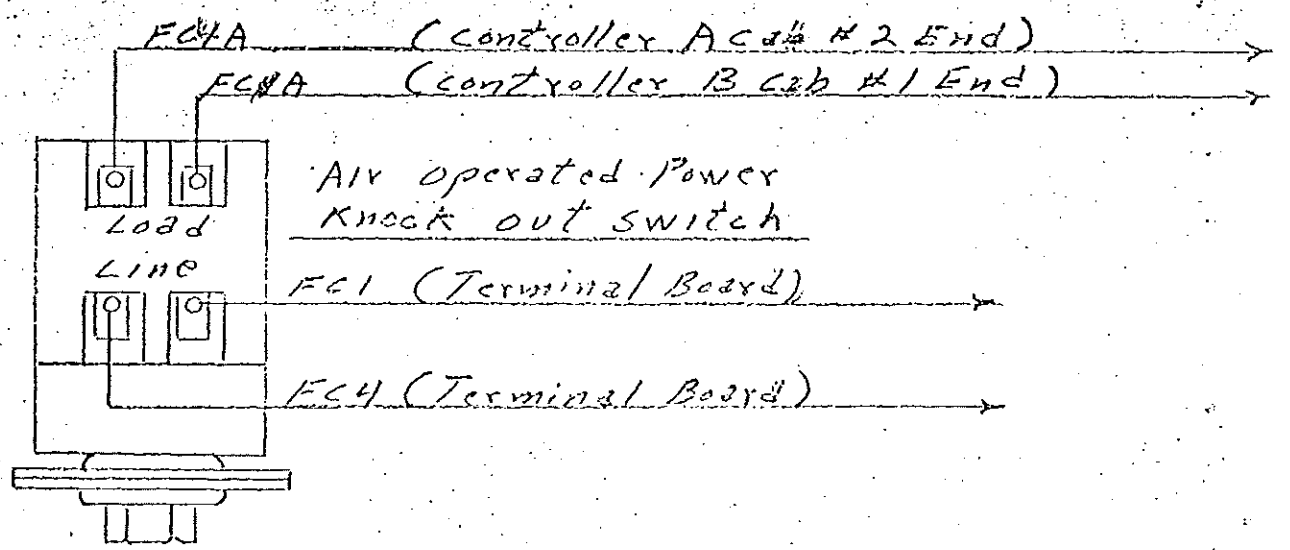 FC4A (Controller A Cab # 2 End)
(Controller B Cab #1 End)
Air operated Power
Knock out switch
Load
Line
FC1 (Terminal Board)
FC4 (Terminal Board)